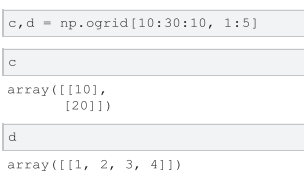 c,d = np.ogrid[10:30:10, 1:5]
c
array([[10],
       [20]])
d
array([[1, 2, 3, 4]])